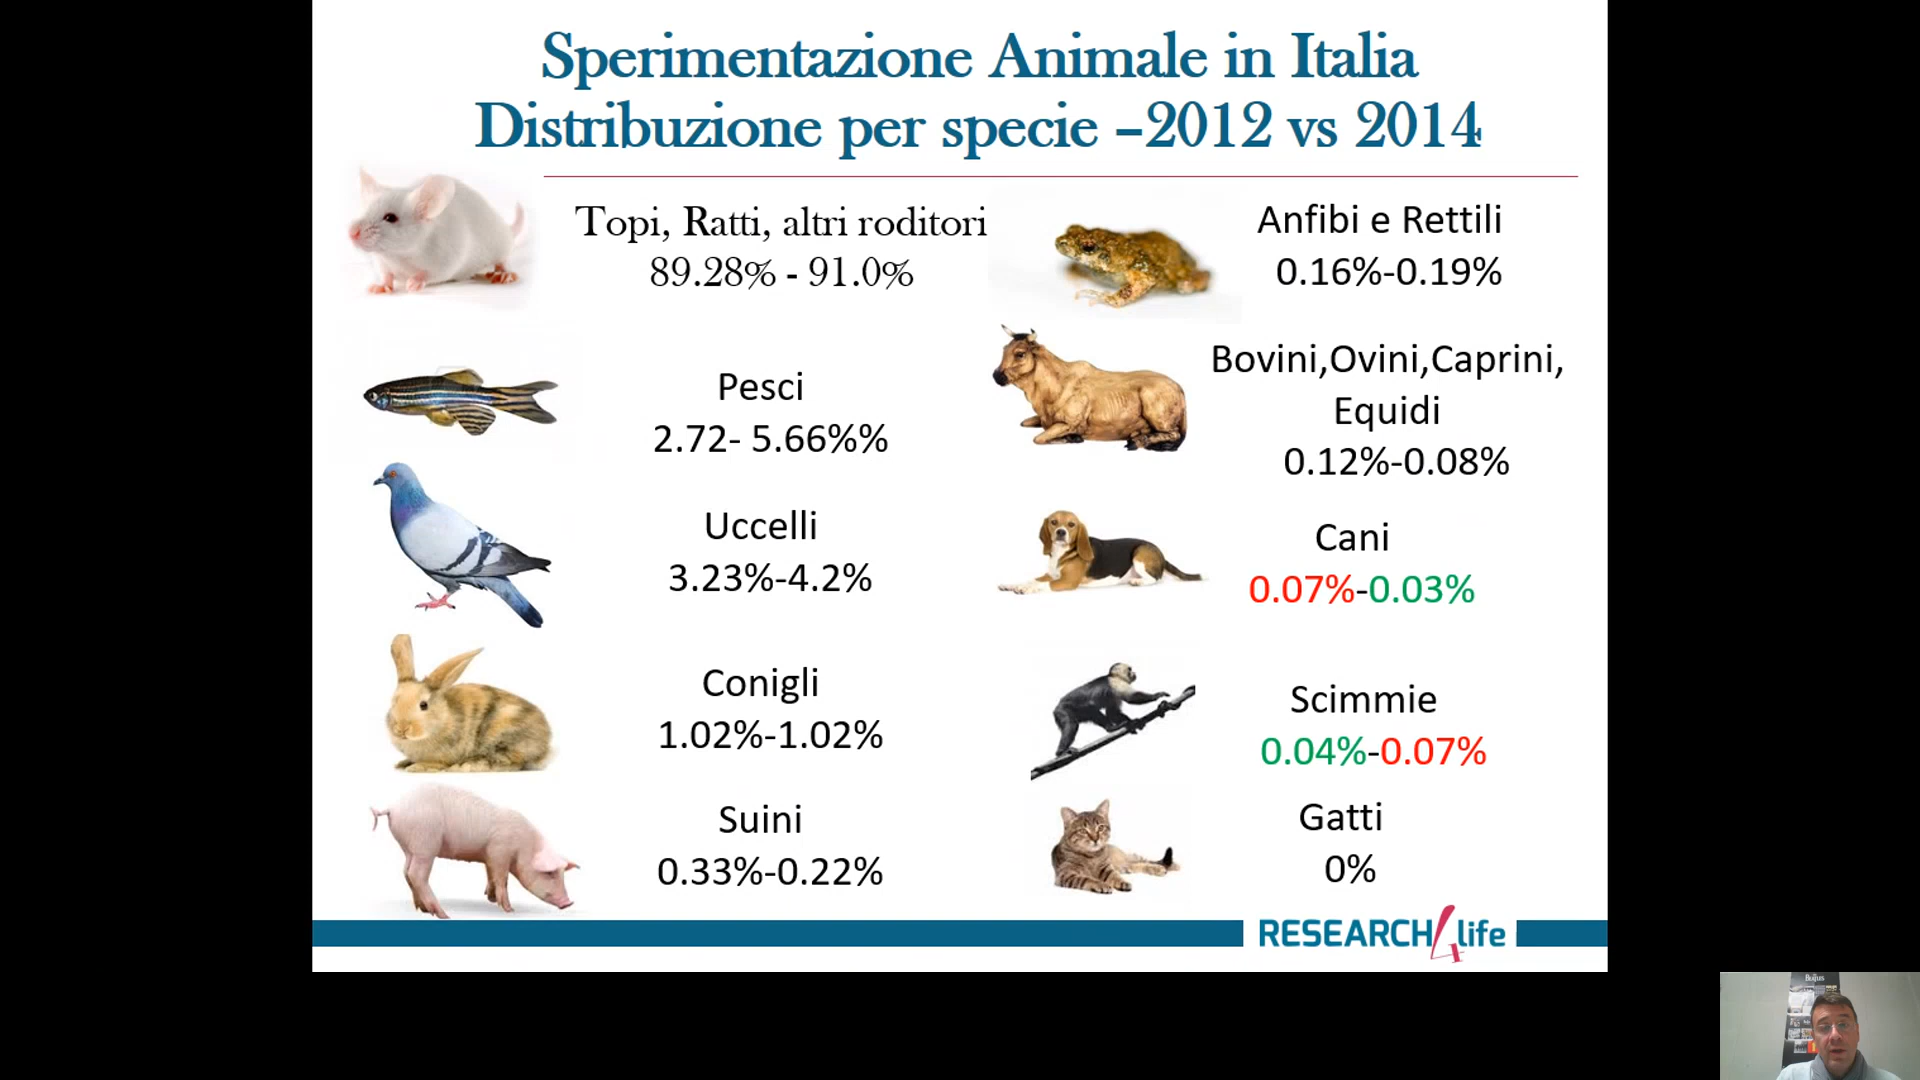 Sperimentazione Animale in Italia
Distribuzione per specie –2012 vs 2014
Topi, Ratti, altri roditori
89.28% - 91.0%
Pesci
2.72- 5.66%%
Uccelli
3.23%-4.2%
Conigli
1.02%-1.02%
Suini
0.33%-0.22%
Anfibi e Rettili
0.16%-0.19%
Bovini,Ovini,Caprini,
Equidi
0.12%-0.08%
Cani
0.07%-0.03%
Scimmie
0.04%-0.07%
Gatti
0%
RESEARCH4life